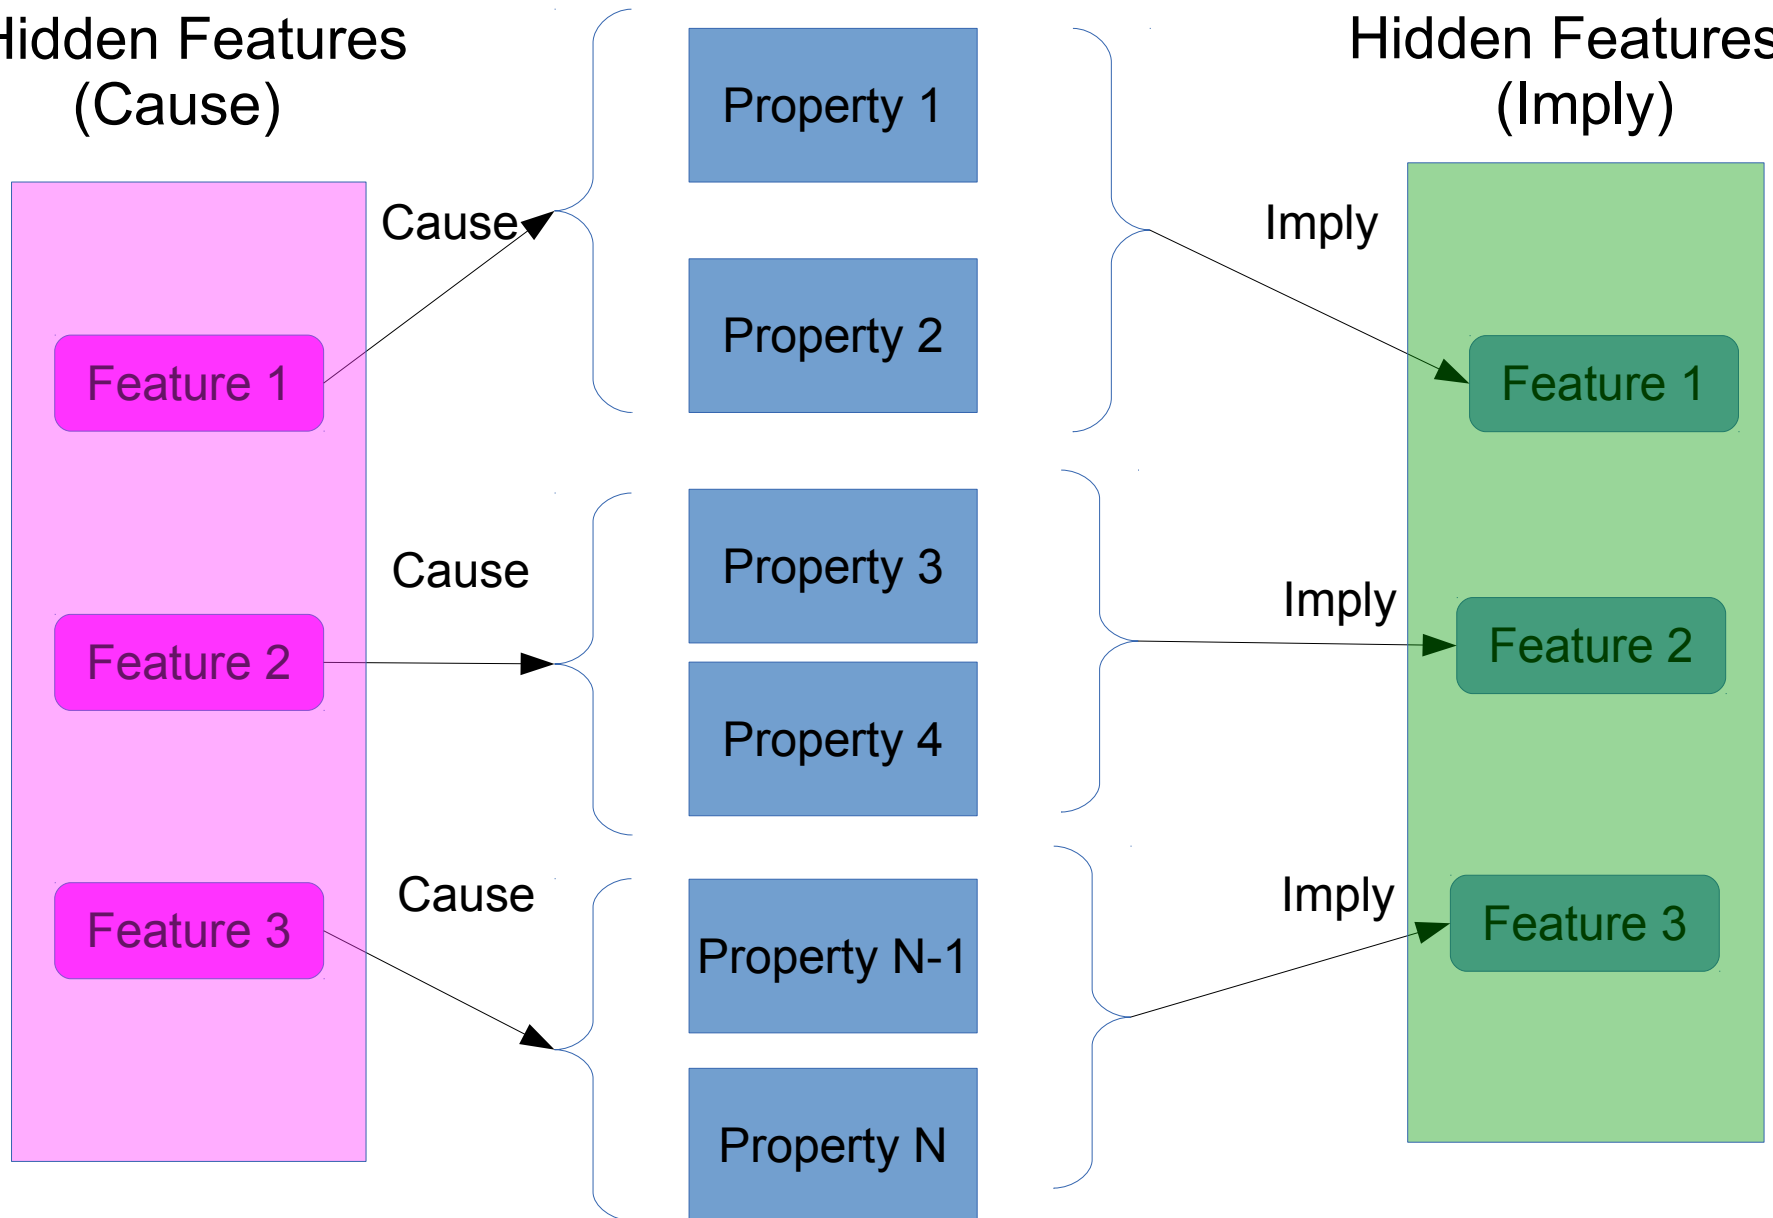 Hidden Features
(Cause)
Hidden Features
(Imply)
Property 1
Cause
Imply
Property 2
Feature 1
Feature 1
Property 3
Cause
Imply
Feature 2
Feature 2
Property 4
Cause
Imply
Feature 3
Feature 3
Property N-1
Property N